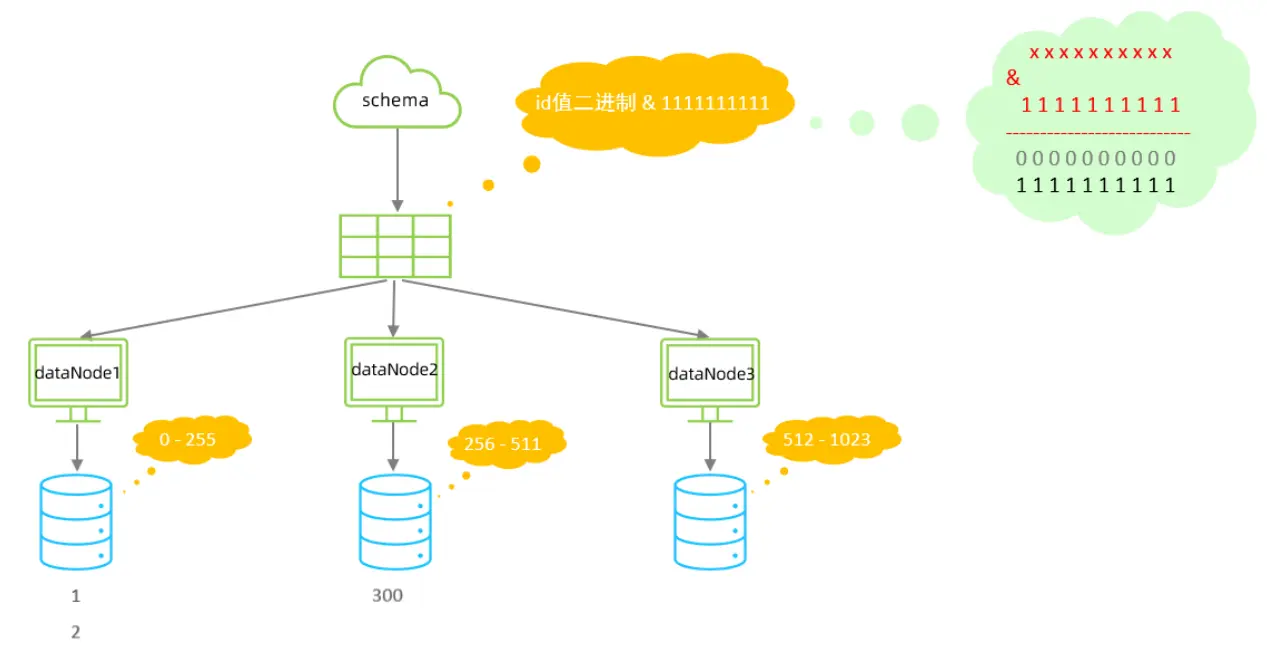 schema
id值二进制 & 1111111111
x x x x x x x x x x
&
1 1 1 1 1 1 1 1 1 1
----------------------------
0 0 0 0 0 0 0 0 0 0
1 1 1 1 1 1 1 1 1 1
dataNode1
dataNode2
dataNode3
0 - 255
256 - 511
512 - 1023
1
300
2